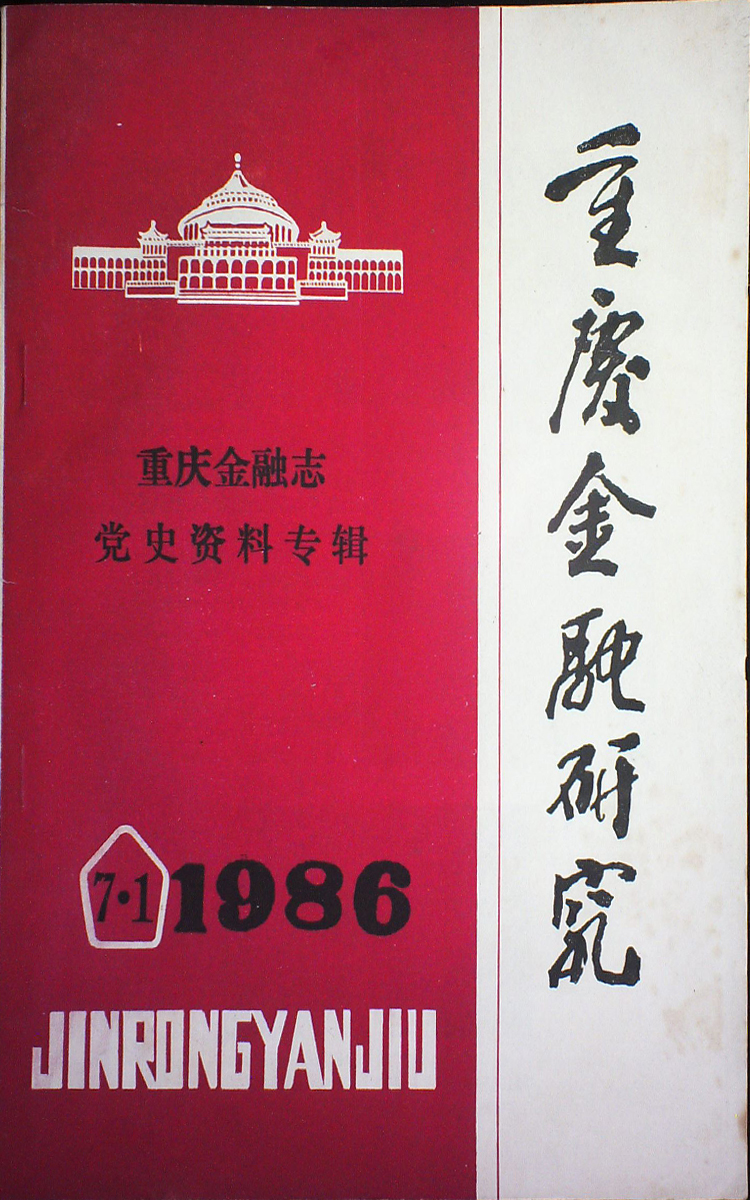 重庆金融志
党史资料专辑
7·1 1986
JINRONGYANJIU
重慶金融研究